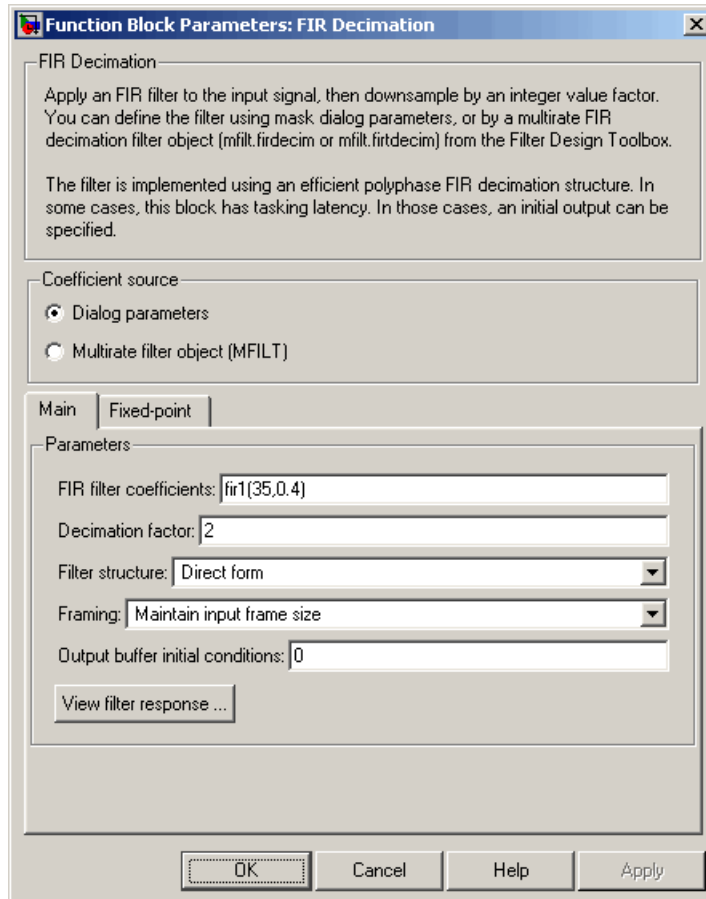 Function Block Parameters: FIR Decimation
FIR Decimation
Apply an FIR filter to the input signal, then downsample by an integer value factor.
You can define the filter using mask dialog parameters, or by a multirate FIR
decimation filter object (mfilt.firdecim or mfilt.firtdecim) from the Filter Design Toolbox.
The filter is implemented using an efficient polyphase FIR decimation structure. In
some cases, this block has tasking latency. In those cases, an initial output can be
specified.
Coefficient source
Dialog parameters
Multirate filter object (MFILT)
Main Fixed-point
Parameters
FIR filter coefficients: fir1(35,0.4)
Decimation factor: 2
Filter structure: Direct form
Framing: Maintain input frame size
Output buffer initial conditions: 0
View filter response ...
OK Cancel Help Apply